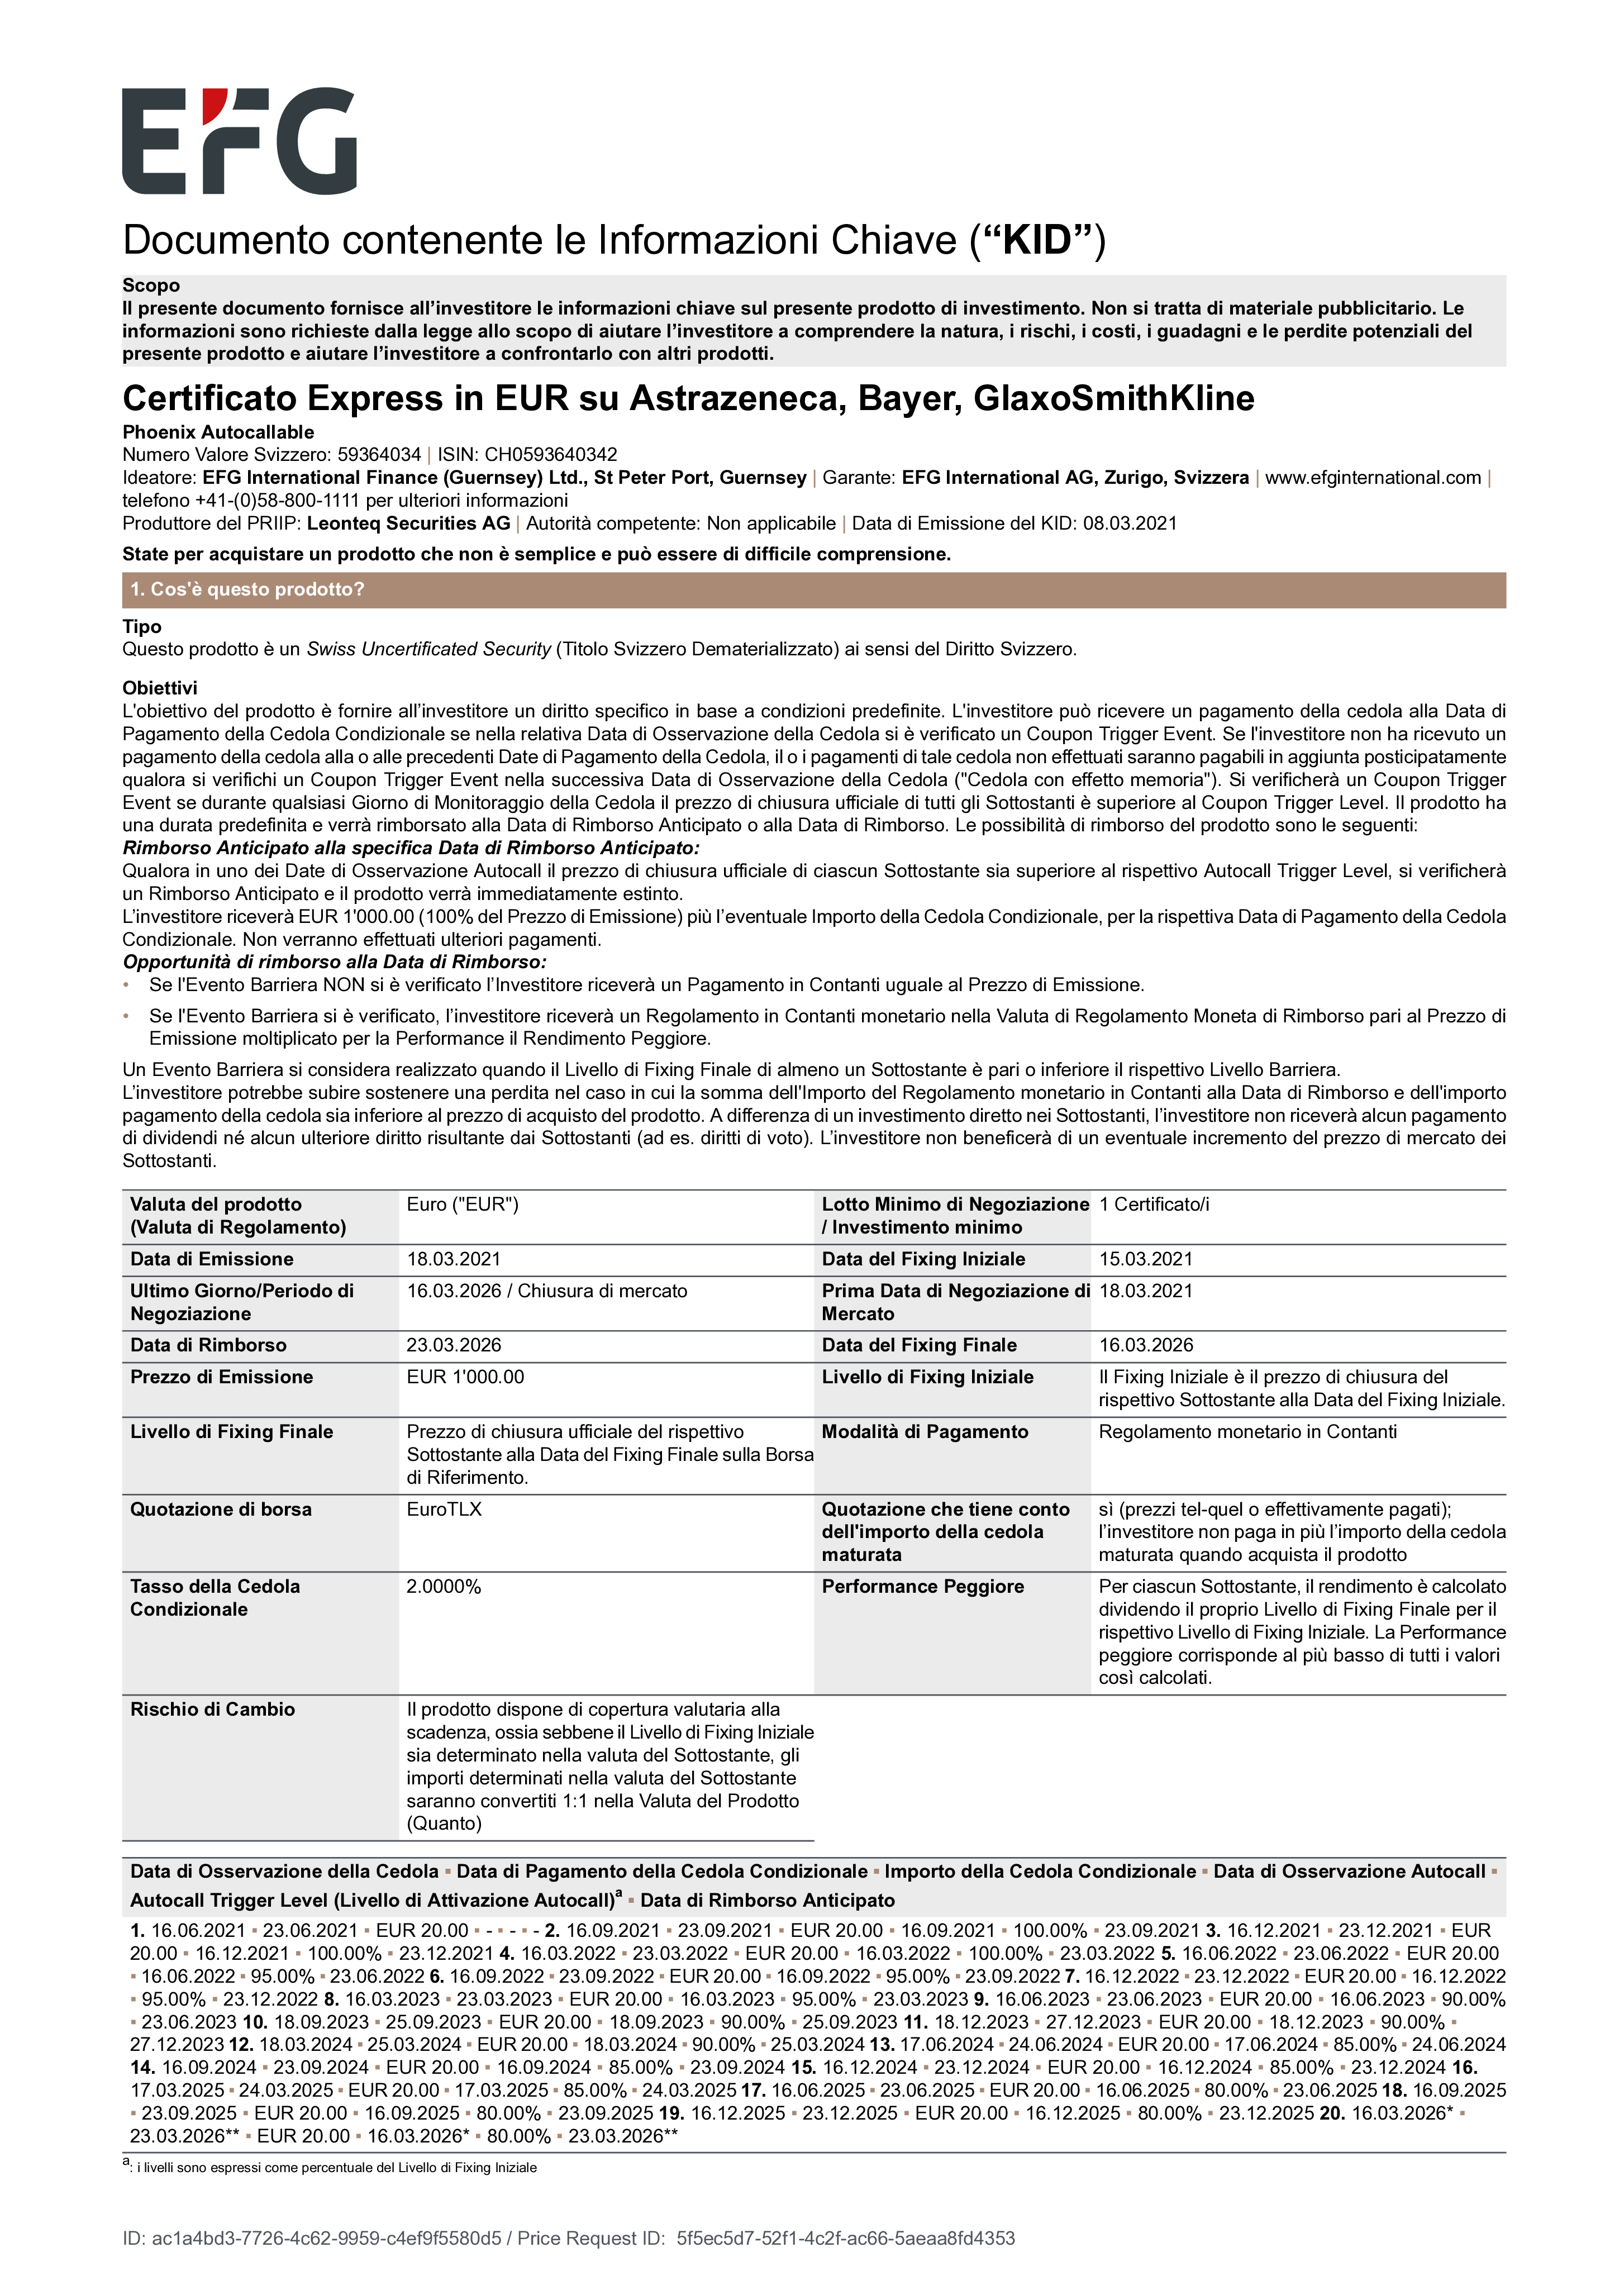 EFG
Documento contenente le Informazioni Chiave (“KID”)
Scopo
Il presente documento fornisce all’investitore le informazioni chiave sul presente prodotto di investimento. Non si tratta di materiale pubblicitario. Le
informazioni sono richieste dalla legge allo scopo di aiutare l’investitore a comprendere la natura, i rischi, i costi, i guadagni e le perdite potenziali del
presente prodotto e aiutare l’investitore a confrontarlo con altri prodotti.
Certificato Express in EUR su Astrazeneca, Bayer, GlaxoSmithKline
Phoenix Autocallable
Numero Valore Svizzero: 59364034 | ISIN: CH0593640342
Ideatore: EFG International Finance (Guernsey) Ltd., St Peter Port, Guernsey | Garante: EFG International AG, Zurigo, Svizzera | www.efginternational.com |
telefono +41-(0)58-800-1111 per ulteriori informazioni
Produttore del PRIIP: Leonteq Securities AG | Autorità competente: Non applicabile | Data di Emissione del KID: 08.03.2021
State per acquistare un prodotto che non è semplice e può essere di difficile comprensione.
1. Cos'è questo prodotto?
Tipo
Questo prodotto è un Swiss Uncertificated Security (Titolo Svizzero Dematerializzato) ai sensi del Diritto Svizzero.
Obiettivi
L'obiettivo del prodotto è fornire all’investitore un diritto specifico in base a condizioni predefinite. L'investitore può ricevere un pagamento della cedola alla Data di
Pagamento della Cedola Condizionale se nella relativa Data di Osservazione della Cedola si è verificato un Coupon Trigger Event. Se l'investitore non ha ricevuto un
pagamento della cedola alla o alle precedenti Date di Pagamento della Cedola, il o i pagamenti di tale cedola non effettuati saranno pagabili in aggiunta posticipatamente
qualora si verifichi un Coupon Trigger Event nella successiva Data di Osservazione della Cedola ("Cedola con effetto memoria"). Si verificherà un Coupon Trigger
Event se durante qualsiasi Giorno di Monitoraggio della Cedola il prezzo di chiusura ufficiale di tutti gli Sottostanti è superiore al Coupon Trigger Level. Il prodotto ha
una durata predefinita e verrà rimborsato alla Data di Rimborso Anticipato o alla Data di Rimborso. Le possibilità di rimborso del prodotto sono le seguenti:
Rimborso Anticipato alla specifica Data di Rimborso Anticipato:
Qualora in uno dei Date di Osservazione Autocall il prezzo di chiusura ufficiale di ciascun Sottostante sia superiore al rispettivo Autocall Trigger Level, si verificherà
un Rimborso Anticipato e il prodotto verrà immediatamente estinto.
L’investitore riceverà EUR 1'000.00 (100% del Prezzo di Emissione) più l’eventuale Importo della Cedola Condizionale, per la rispettiva Data di Pagamento della Cedola
Condizionale. Non verranno effettuati ulteriori pagamenti.
Opportunità di rimborso alla Data di Rimborso:
• Se l'Evento Barriera NON si è verificato l’Investitore riceverà un Pagamento in Contanti uguale al Prezzo di Emissione.
• Se l'Evento Barriera si è verificato, l’investitore riceverà un Regolamento in Contanti monetario nella Valuta di Regolamento Moneta di Rimborso pari al Prezzo di
Emissione moltiplicato per la Performance il Rendimento Peggiore.
Un Evento Barriera si considera realizzato quando il Livello di Fixing Finale di almeno un Sottostante è pari o inferiore il rispettivo Livello Barriera.
L’investitore potrebbe subire sostenere una perdita nel caso in cui la somma dell'Importo del Regolamento monetario in Contanti alla Data di Rimborso e dell'importo
pagamento della cedola sia inferiore al prezzo di acquisto del prodotto. A differenza di un investimento diretto nei Sottostanti, l’investitore non riceverà alcun pagamento
di dividendi né alcun ulteriore diritto risultante dai Sottostanti (ad es. diritti di voto). L’investitore non beneficerà di un eventuale incremento del prezzo di mercato dei
Sottostanti.
Valuta del prodotto
(Valuta di Regolamento)
Euro ("EUR")
Lotto Minimo di Negoziazione
/ Investimento minimo
1 Certificato/i
Data di Emissione
18.03.2021
Data del Fixing Iniziale
15.03.2021
Ultimo Giorno/Periodo di
Negoziazione
16.03.2026 / Chiusura di mercato
Prima Data di Negoziazione di
Mercato
18.03.2021
Data di Rimborso
23.03.2026
Data del Fixing Finale
16.03.2026
Prezzo di Emissione
EUR 1'000.00
Livello di Fixing Iniziale
Il Fixing Iniziale è il prezzo di chiusura del
rispettivo Sottostante alla Data del Fixing Iniziale.
Livello di Fixing Finale
Prezzo di chiusura ufficiale del rispettivo
Sottostante alla Data del Fixing Finale sulla Borsa
di Riferimento.
Modalità di Pagamento
Regolamento monetario in Contanti
Quotazione di borsa
EuroTLX
Quotazione che tiene conto
dell'importo della cedola
maturata
sì (prezzi tel-quel o effettivamente pagati);
l’investitore non paga in più l’importo della cedola
maturata quando acquista il prodotto
Tasso della Cedola
Condizionale
2.0000%
Performance Peggiore
Per ciascun Sottostante, il rendimento è calcolato
dividendo il proprio Livello di Fixing Finale per il
rispettivo Livello di Fixing Iniziale. La Performance
peggiore corrisponde al più basso di tutti i valori
così calcolati.
Rischio di Cambio
Il prodotto dispone di copertura valutaria alla
scadenza, ossia sebbene il Livello di Fixing Iniziale
sia determinato nella valuta del Sottostante, gli
importi determinati nella valuta del Sottostante
saranno convertiti 1:1 nella Valuta del Prodotto
(Quanto)
Data di Osservazione della Cedola ▪ Data di Pagamento della Cedola Condizionale ▪ Importo della Cedola Condizionale ▪ Data di Osservazione Autocall ▪
Autocall Trigger Level (Livello di Attivazione Autocall)a ▪ Data di Rimborso Anticipato
1. 16.06.2021 ▪ 23.06.2021 ▪ EUR 20.00 ▪ - ▪ - ▪ - 2. 16.09.2021 ▪ 23.09.2021 ▪ EUR 20.00 ▪ 16.09.2021 ▪ 100.00% ▪ 23.09.2021 3. 16.12.2021 ▪ 23.12.2021 ▪ EUR
20.00 ▪ 16.12.2021 ▪ 100.00% ▪ 23.12.2021 4. 16.03.2022 ▪ 23.03.2022 ▪ EUR 20.00 ▪ 16.03.2022 ▪ 100.00% ▪ 23.03.2022 5. 16.06.2022 ▪ 23.06.2022 ▪ EUR 20.00
▪ 16.06.2022 ▪ 95.00% ▪ 23.06.2022 6. 16.09.2022 ▪ 23.09.2022 ▪ EUR 20.00 ▪ 16.09.2022 ▪ 95.00% ▪ 23.09.2022 7. 16.12.2022 ▪ 23.12.2022 ▪ EUR 20.00 ▪ 16.12.2022
▪ 95.00% ▪ 23.12.2022 8. 16.03.2023 ▪ 23.03.2023 ▪ EUR 20.00 ▪ 16.03.2023 ▪ 95.00% ▪ 23.03.2023 9. 16.06.2023 ▪ 23.06.2023 ▪ EUR 20.00 ▪ 16.06.2023 ▪ 90.00%
▪ 23.06.2023 10. 18.09.2023 ▪ 25.09.2023 ▪ EUR 20.00 ▪ 18.09.2023 ▪ 90.00% ▪ 25.09.2023 11. 18.12.2023 ▪ 27.12.2023 ▪ EUR 20.00 ▪ 18.12.2023 ▪ 90.00% ▪
27.12.2023 12. 18.03.2024 ▪ 25.03.2024 ▪ EUR 20.00 ▪ 18.03.2024 ▪ 90.00% ▪ 25.03.2024 13. 17.06.2024 ▪ 24.06.2024 ▪ EUR 20.00 ▪ 17.06.2024 ▪ 85.00% ▪ 24.06.2024
14. 16.09.2024 ▪ 23.09.2024 ▪ EUR 20.00 ▪ 16.09.2024 ▪ 85.00% ▪ 23.09.2024 15. 16.12.2024 ▪ 23.12.2024 ▪ EUR 20.00 ▪ 16.12.2024 ▪ 85.00% ▪ 23.12.2024 16.
17.03.2025 ▪ 24.03.2025 ▪ EUR 20.00 ▪ 17.03.2025 ▪ 85.00% ▪ 24.03.2025 17. 16.06.2025 ▪ 23.06.2025 ▪ EUR 20.00 ▪ 16.06.2025 ▪ 80.00% ▪ 23.06.2025 18. 16.09.2025
▪ 23.09.2025 ▪ EUR 20.00 ▪ 16.09.2025 ▪ 80.00% ▪ 23.09.2025 19. 16.12.2025 ▪ 23.12.2025 ▪ EUR 20.00 ▪ 16.12.2025 ▪ 80.00% ▪ 23.12.2025 20. 16.03.2026* ▪
23.03.2026** ▪ EUR 20.00 ▪ 16.03.2026* ▪ 80.00% ▪ 23.03.2026**
a: i livelli sono espressi come percentuale del Livello di Fixing Iniziale
ID: ac1a4bd3-7726-4c62-9959-c4ef9f5580d5 / Price Request ID: 5f5ec5d7-52f1-4c2f-ac66-5aeaa8fd4353